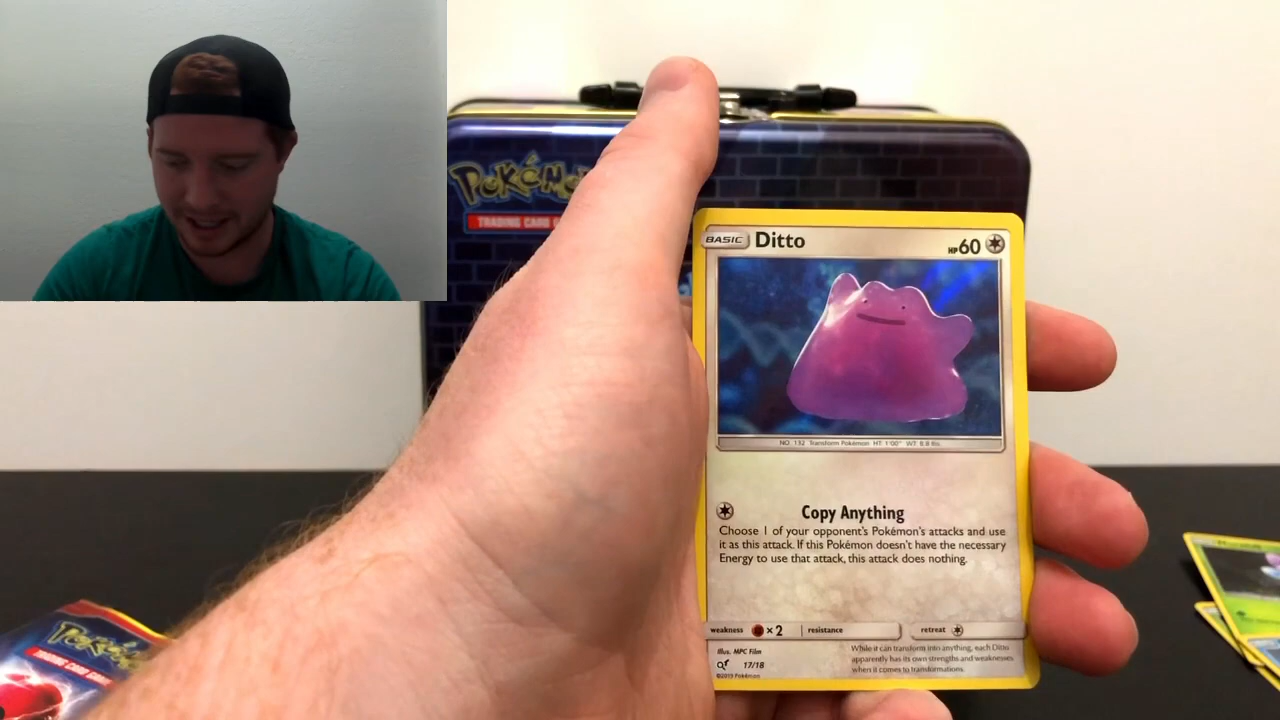 POKéMO
TRADING CARD G
BASIC Ditto HP60
NO. 132 Transform Pokémon HT: 1'00" WT: 8.8 lbs.
Copy Anything
Choose 1 of your opponent's Pokémon's attacks and use
it as this attack. If this Pokémon doesn't have the necessary
Energy to use that attack, this attack does nothing.
weakness ×2 resistance retreat
Illus. MPC Film
17/18
©2019 Pokémon
While it can transform into anything, each Ditto
apparently has its own strengths and weaknesses
when it comes to transformations.
POKéMO
TRADING CARD